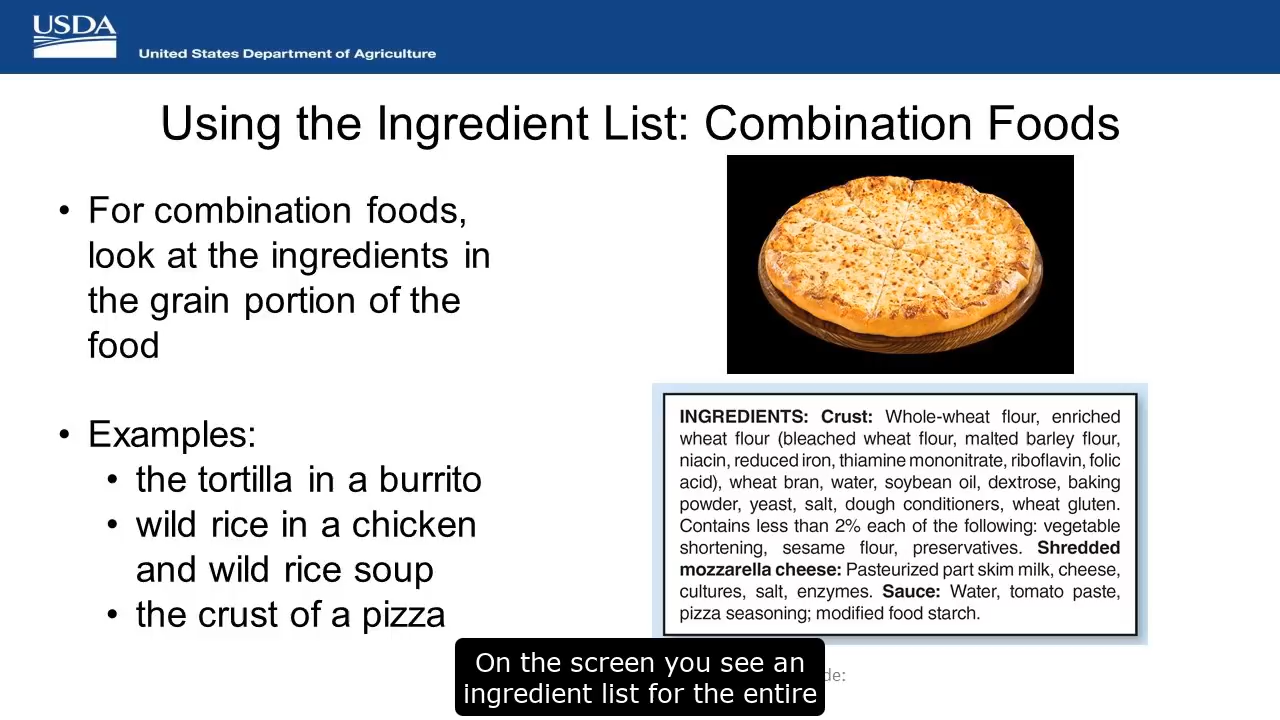 USDA
United States Department of Agriculture
Using the Ingredient List: Combination Foods
• For combination foods,
look at the ingredients in
the grain portion of the
food
• Examples:
• the tortilla in a burrito
• wild rice in a chicken
and wild rice soup
• the crust of a pizza
INGREDIENTS: Crust: Whole-wheat flour, enriched
wheat flour (bleached wheat flour, malted barley flour,
niacin, reduced iron, thiamine mononitrate, riboflavin, folic
acid), wheat bran, water, soybean oil, dextrose, baking
powder, yeast, salt, dough conditioners, wheat gluten.
Contains less than 2% each of the following: vegetable
shortening, sesame flour, preservatives. Shredded
mozzarella cheese: Pasteurized part skim milk, cheese,
cultures, salt, enzymes. Sauce: Water, tomato paste,
pizza seasoning; modified food starch.
On the screen you see an
ingredient list for the entire